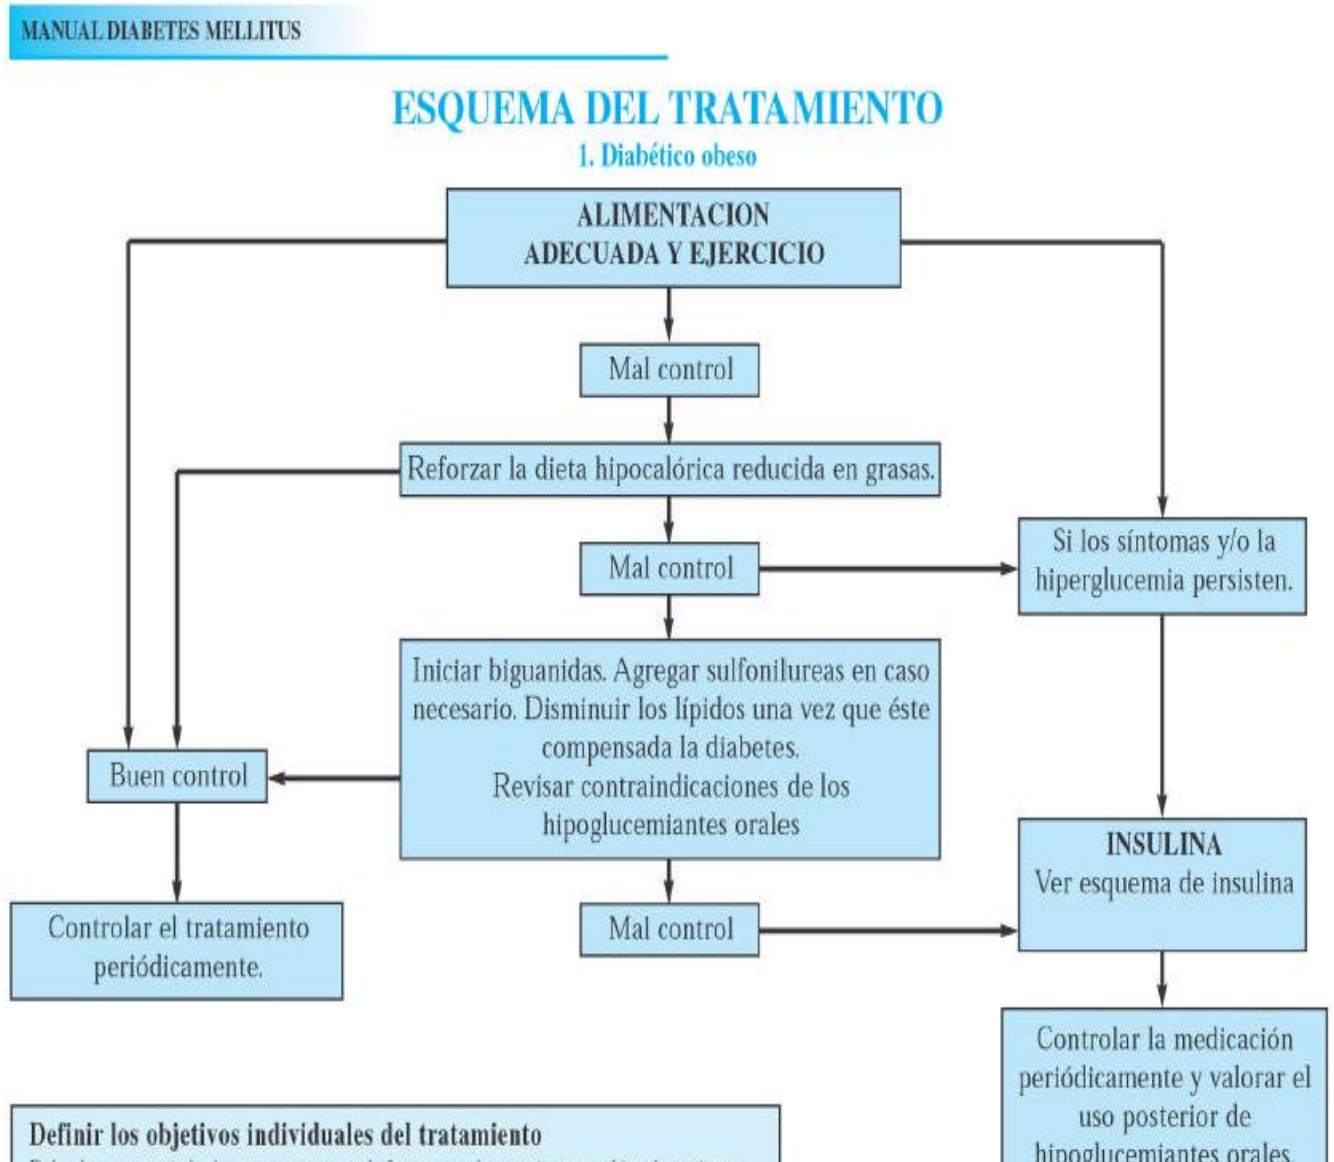 MANUAL DIABETES MELLITUS
ESQUEMA DEL TRATAMIENTO
1. Diabético obeso
ALIMENTACION
ADECUADA Y EJERCICIO
Mal control
Reforzar la dieta hipocalórica reducida en grasas.
Mal control
Si los síntomas y/o la
hiperglucemia persisten.
Iniciar biguanidas. Agregar sulfonilureas en caso
necesario. Disminuir los lípidos una vez que éste
compensada la diabetes.
Revisar contraindicaciones de los
hipoglucemiantes orales
Buen control
INSULINA
Ver esquema de insulina
Controlar el tratamiento
periódicamente.
Mal control
Controlar la medicación
periódicamente y valorar el
uso posterior de
hipoglucemiantes orales.
Definir los objetivos individuales del tratamiento